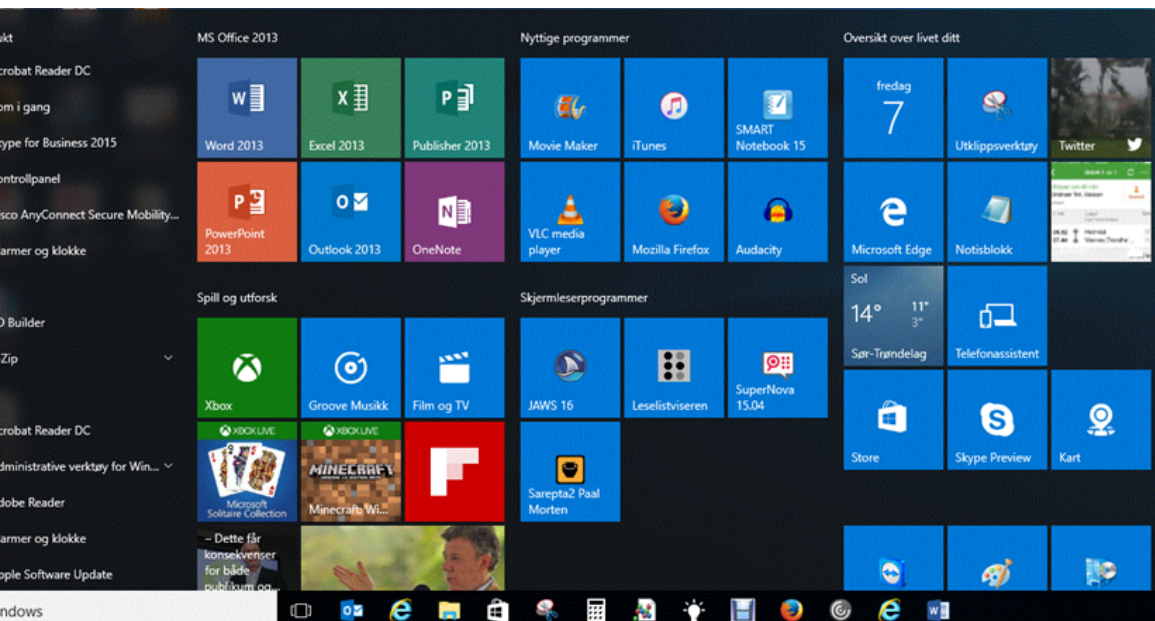 ukt
crobat Reader DC
om i gang
kype for Business 2015
ontrollpanel
sco AnyConnect Secure Mobility...
larmer og klokke
D Builder
-Zip
crobat Reader DC
dministrative verktøy for Win...
dobe Reader
larmer og klokke
pple Software Update
ndows
MS Office 2013
Word 2013
Excel 2013
Publisher 2013
PowerPoint
2013
Outlook 2013
OneNote
Spill og utforsk
Xbox
Groove Musikk
Film og TV
XBOX LIVE
Microsoft
Solitaire Collection
XBOX LIVE
MINECRAFT
Minecraft: Wi...
– Dette får
konsekvenser
for både
publikum og...
Nyttige programmer
Movie Maker
iTunes
SMART
Notebook 15
VLC media
player
Mozilla Firefox
Audacity
Skjermleserprogrammer
JAWS 16
Leselistviseren
SuperNova
15.04
Sarepta2 Paal
Morten
Oversikt over livet ditt
fredag
7
Utklippsverktøy
Twitter
Microsoft Edge
Notisblokk
Sol
14° 11°
3°
Sør-Trøndelag
Telefonassistent
Store
Skype Preview
Kart